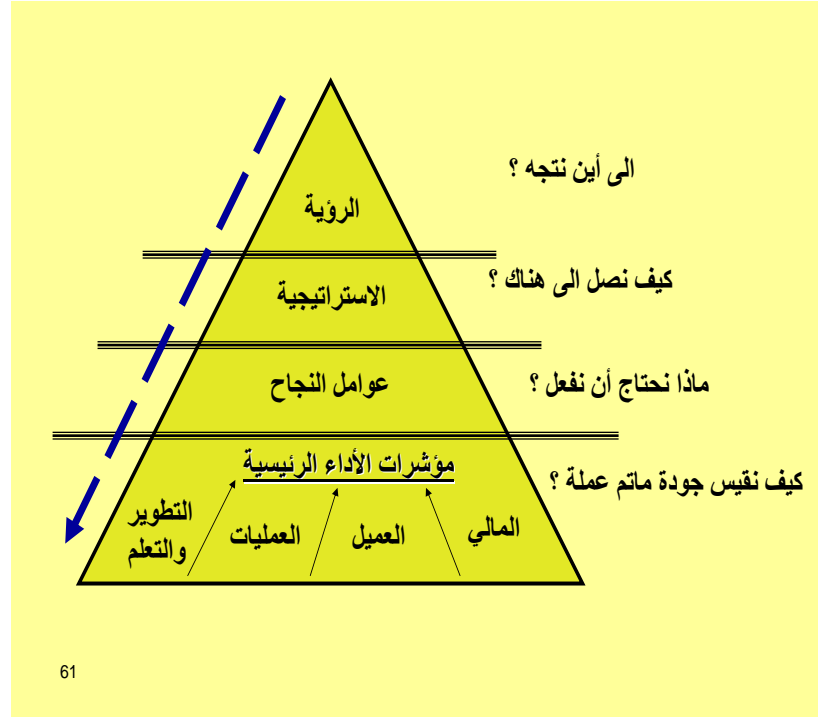 الى أين نتجه ؟
الرؤية
كيف نصل الى هناك ؟
الاستراتيجية
ماذا نحتاج أن نفعل ؟
عوامل النجاح
مؤشرات الأداء الرئيسية
كيف نقيس جودة ماتم عملة ؟
المالي
العميل
العمليات
التطوير
والتعلم
61